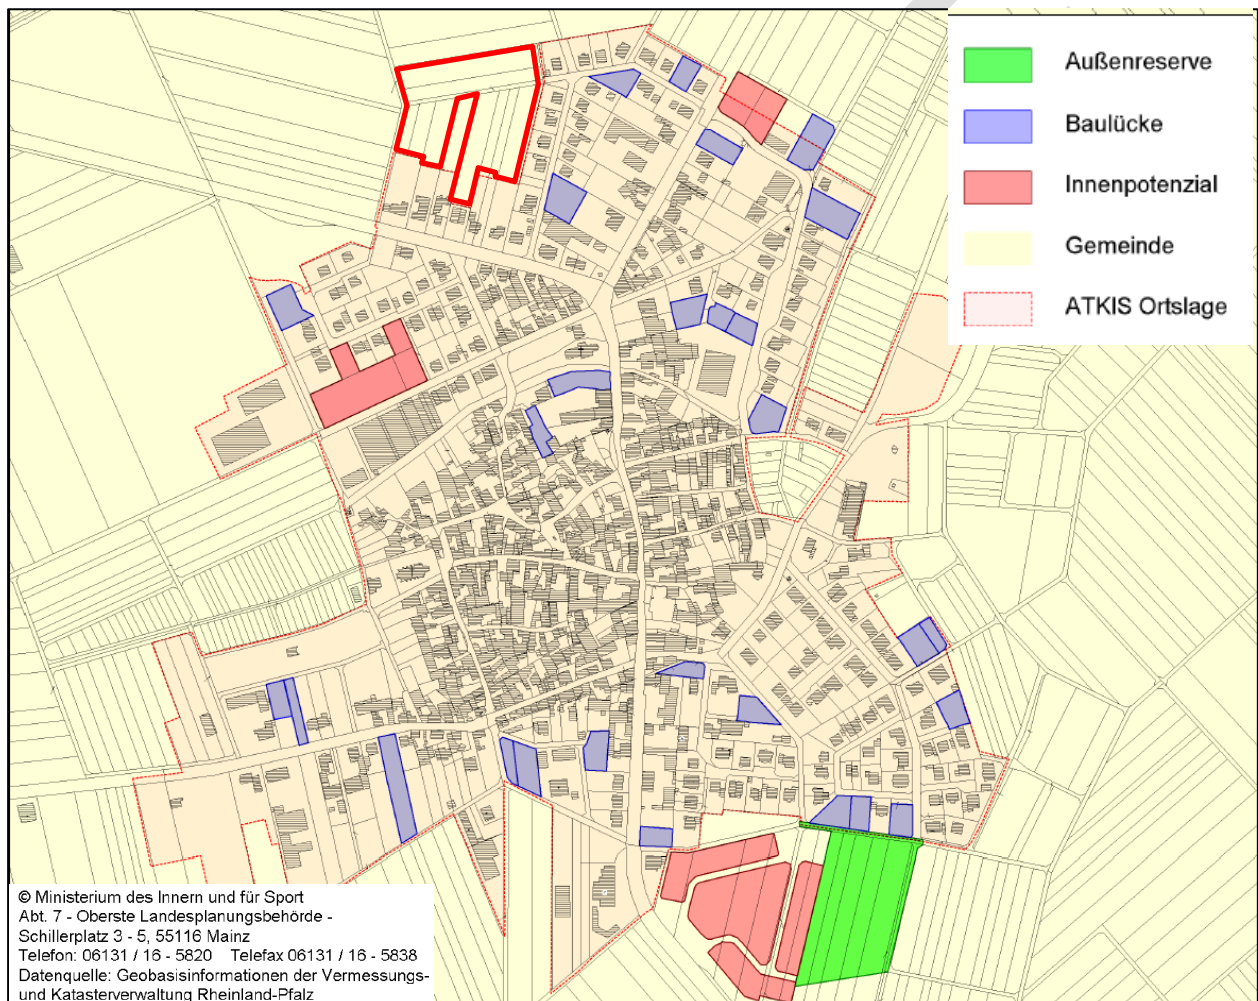 Außenreserve
Baulücke
Innenpotenzial
Gemeinde
ATKIS Ortslage
© Ministerium des Innern und für Sport
Abt. 7 - Oberste Landesplanungsbehörde -
Schillerplatz 3 - 5, 55116 Mainz
Telefon: 06131 / 16 - 5820 Telefax 06131 / 16 - 5838
Datenquelle: Geobasisinformationen der Vermessungs-
und Katasterverwaltung Rheinland-Pfalz